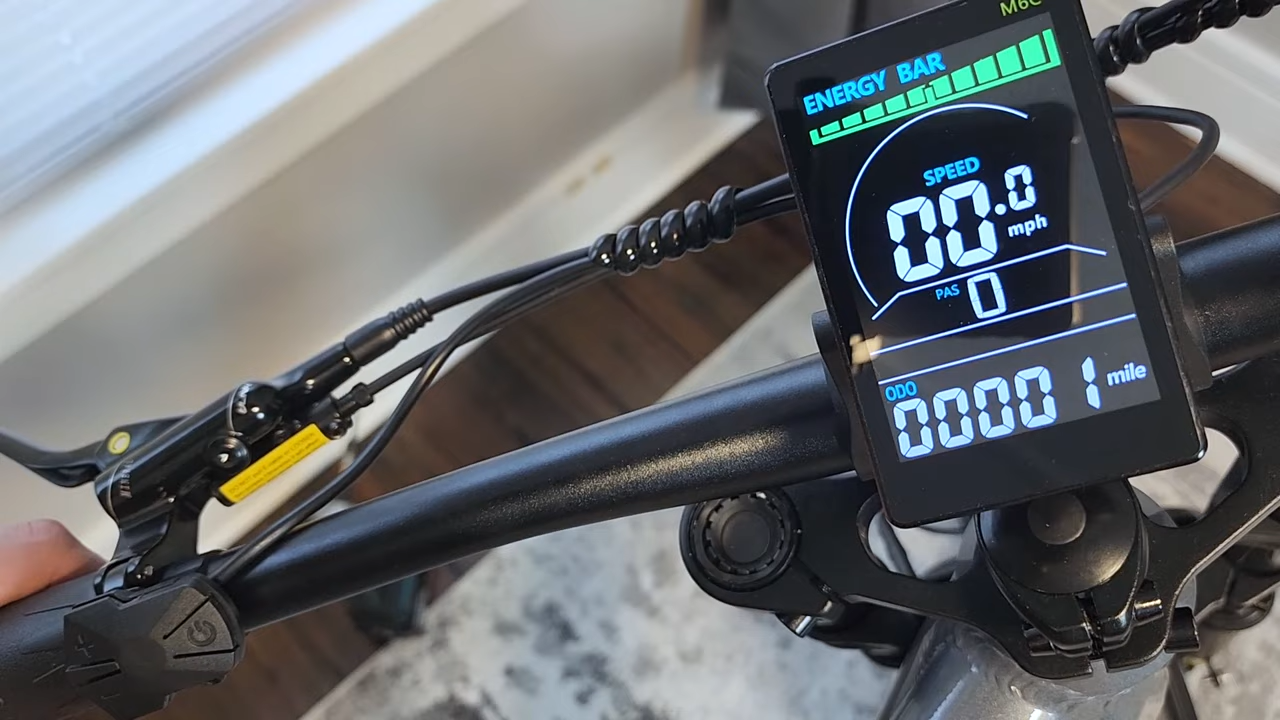 M6C
ENERGY BAR
SPEED
00.0
mph
PAS 0
ODO
00001 mile
+
-